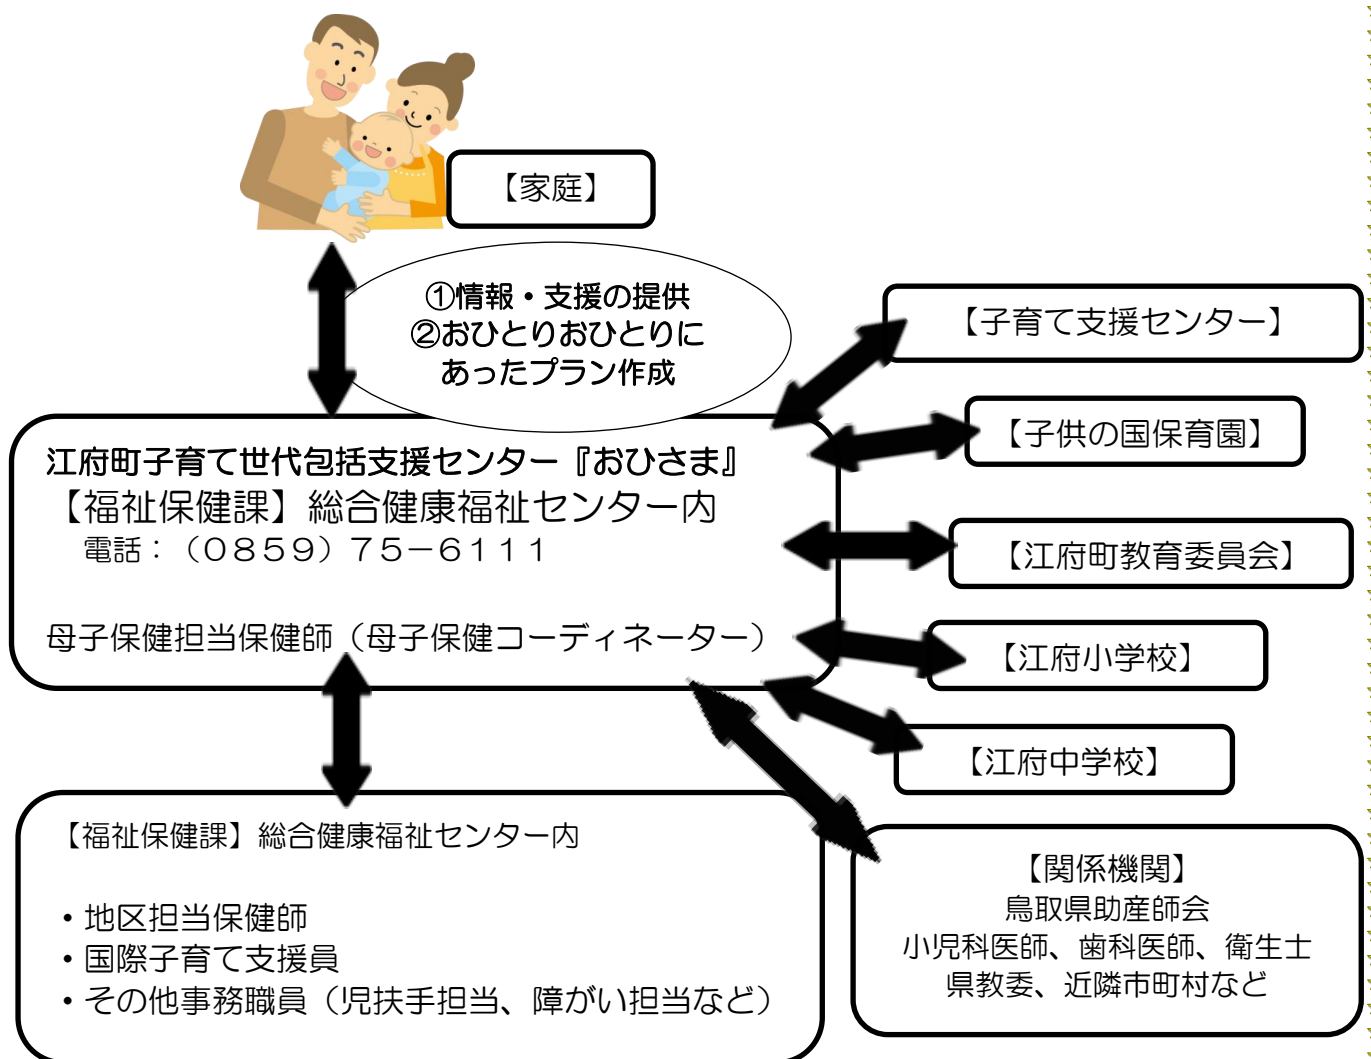 【家庭】
①情報・支援の提供
②おひとりおひとりに
あったプラン作成
【子育て支援センター】
【子供の国保育園】
江府町子育て世代包括支援センター『おひさま』
【福祉保健課】総合健康福祉センター内
電話：（０８５９）７５－６１１１
母子保健担当保健師（母子保健コーディネーター）
【江府町教育委員会】
【江府小学校】
【江府中学校】
【福祉保健課】総合健康福祉センター内
・地区担当保健師
・国際子育て支援員
・その他事務職員（児扶手担当、障がい担当など）
【関係機関】
鳥取県助産師会
小児科医師、歯科医師、衛生士
県教委、近隣市町村など